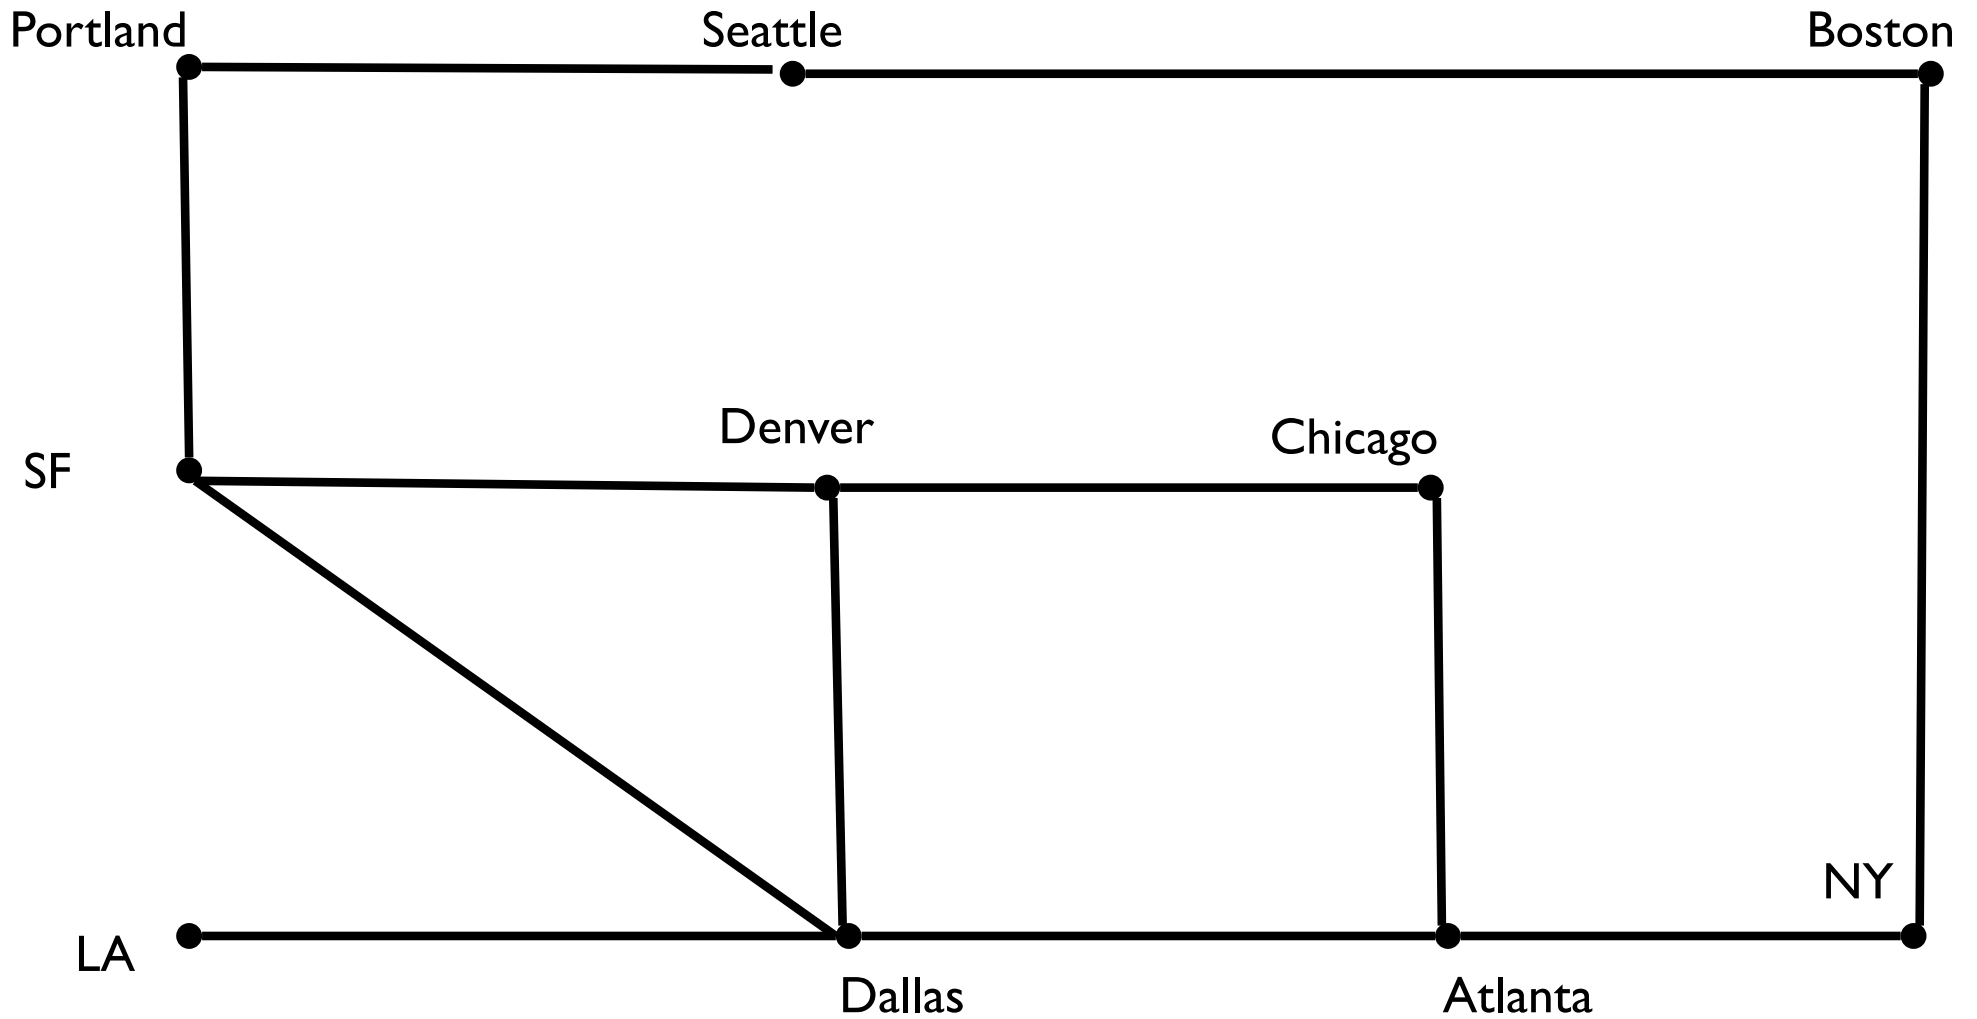 Portland
Seattle
Boston
Denver
Chicago
SF
NY
LA
Dallas
Atlanta